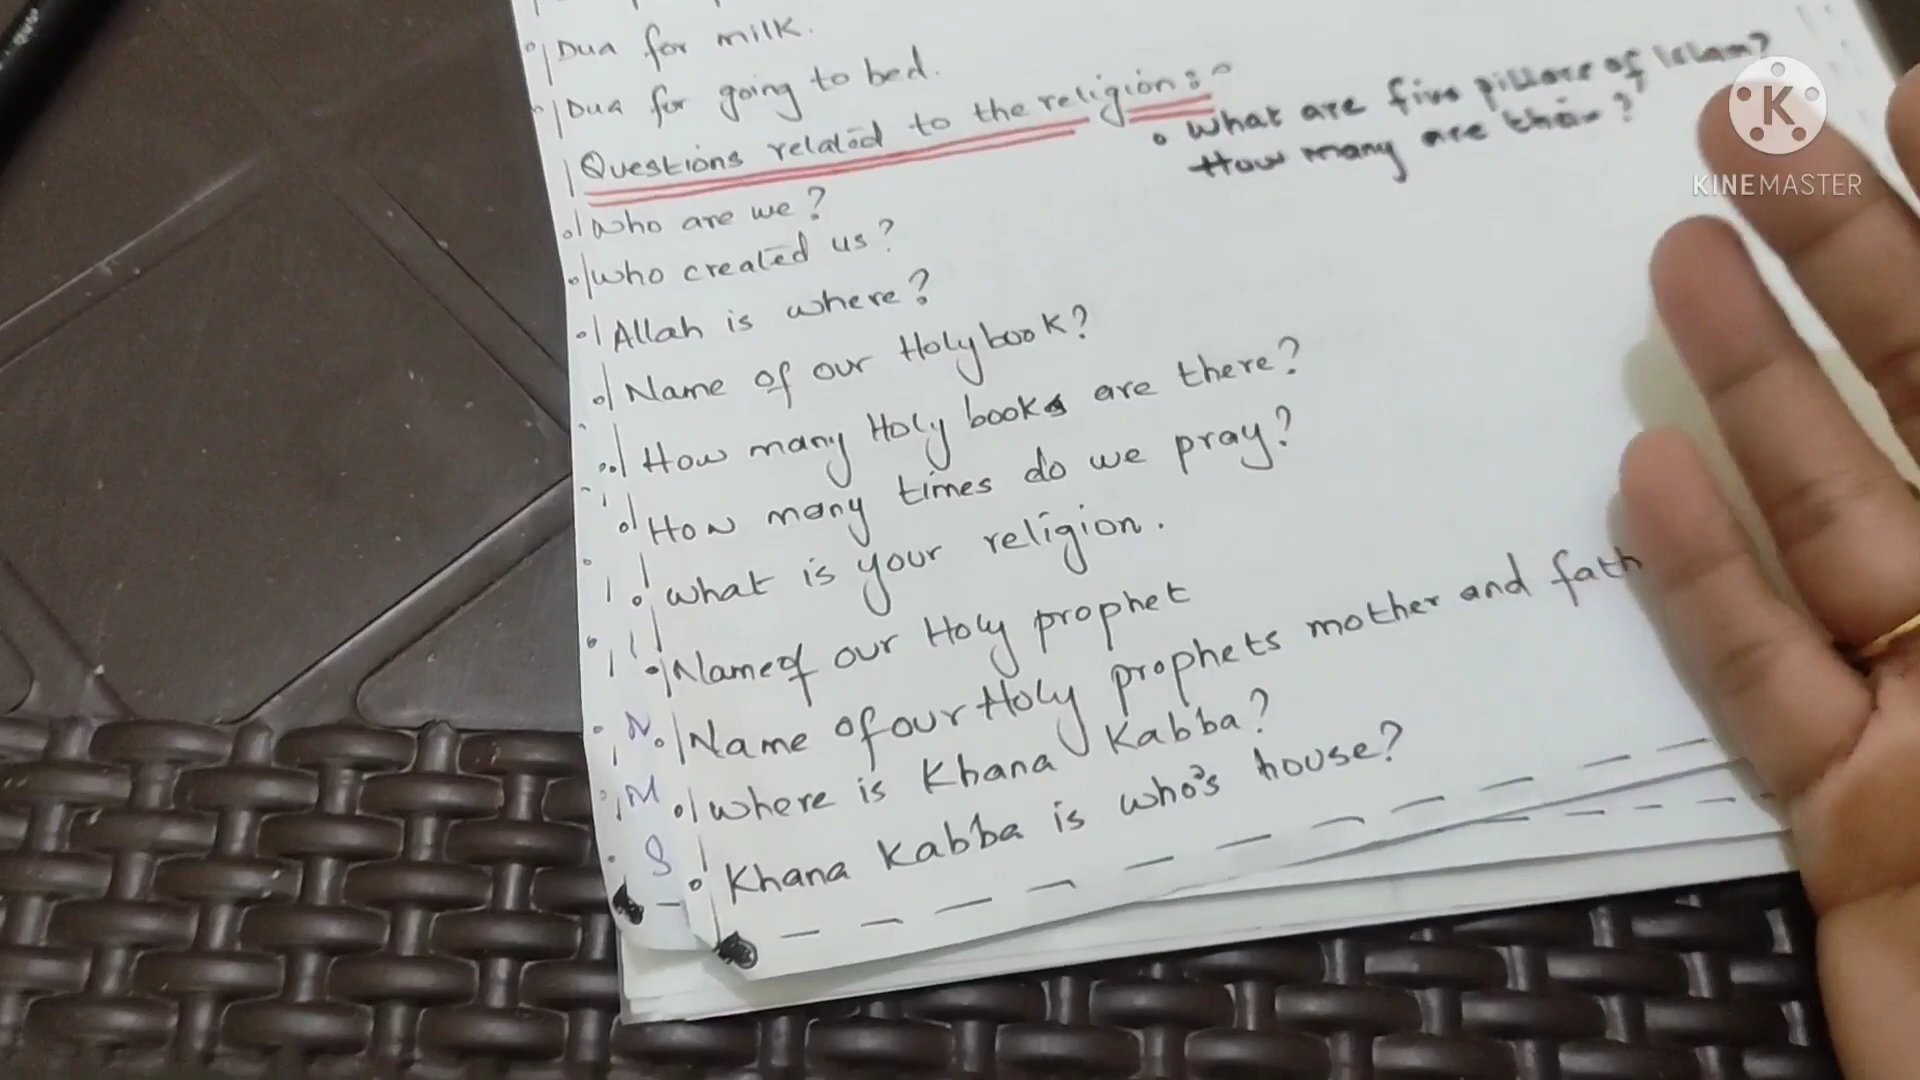 Dua for milk.
Dua for going to bed.
Questions related to the religion:
Who are we?
who created us?
Allah is where?
Name of our Holy book?
How many Holy books are there?
How many times do we pray?
what is your religion.
Name of our Holy prophet
Name of our Holy prophets mother and fath
where is Khana Kabba?
Khana Kabba is who's house?
What are five pillars of Islam?
How many are
N
M
S
KINEMASTER